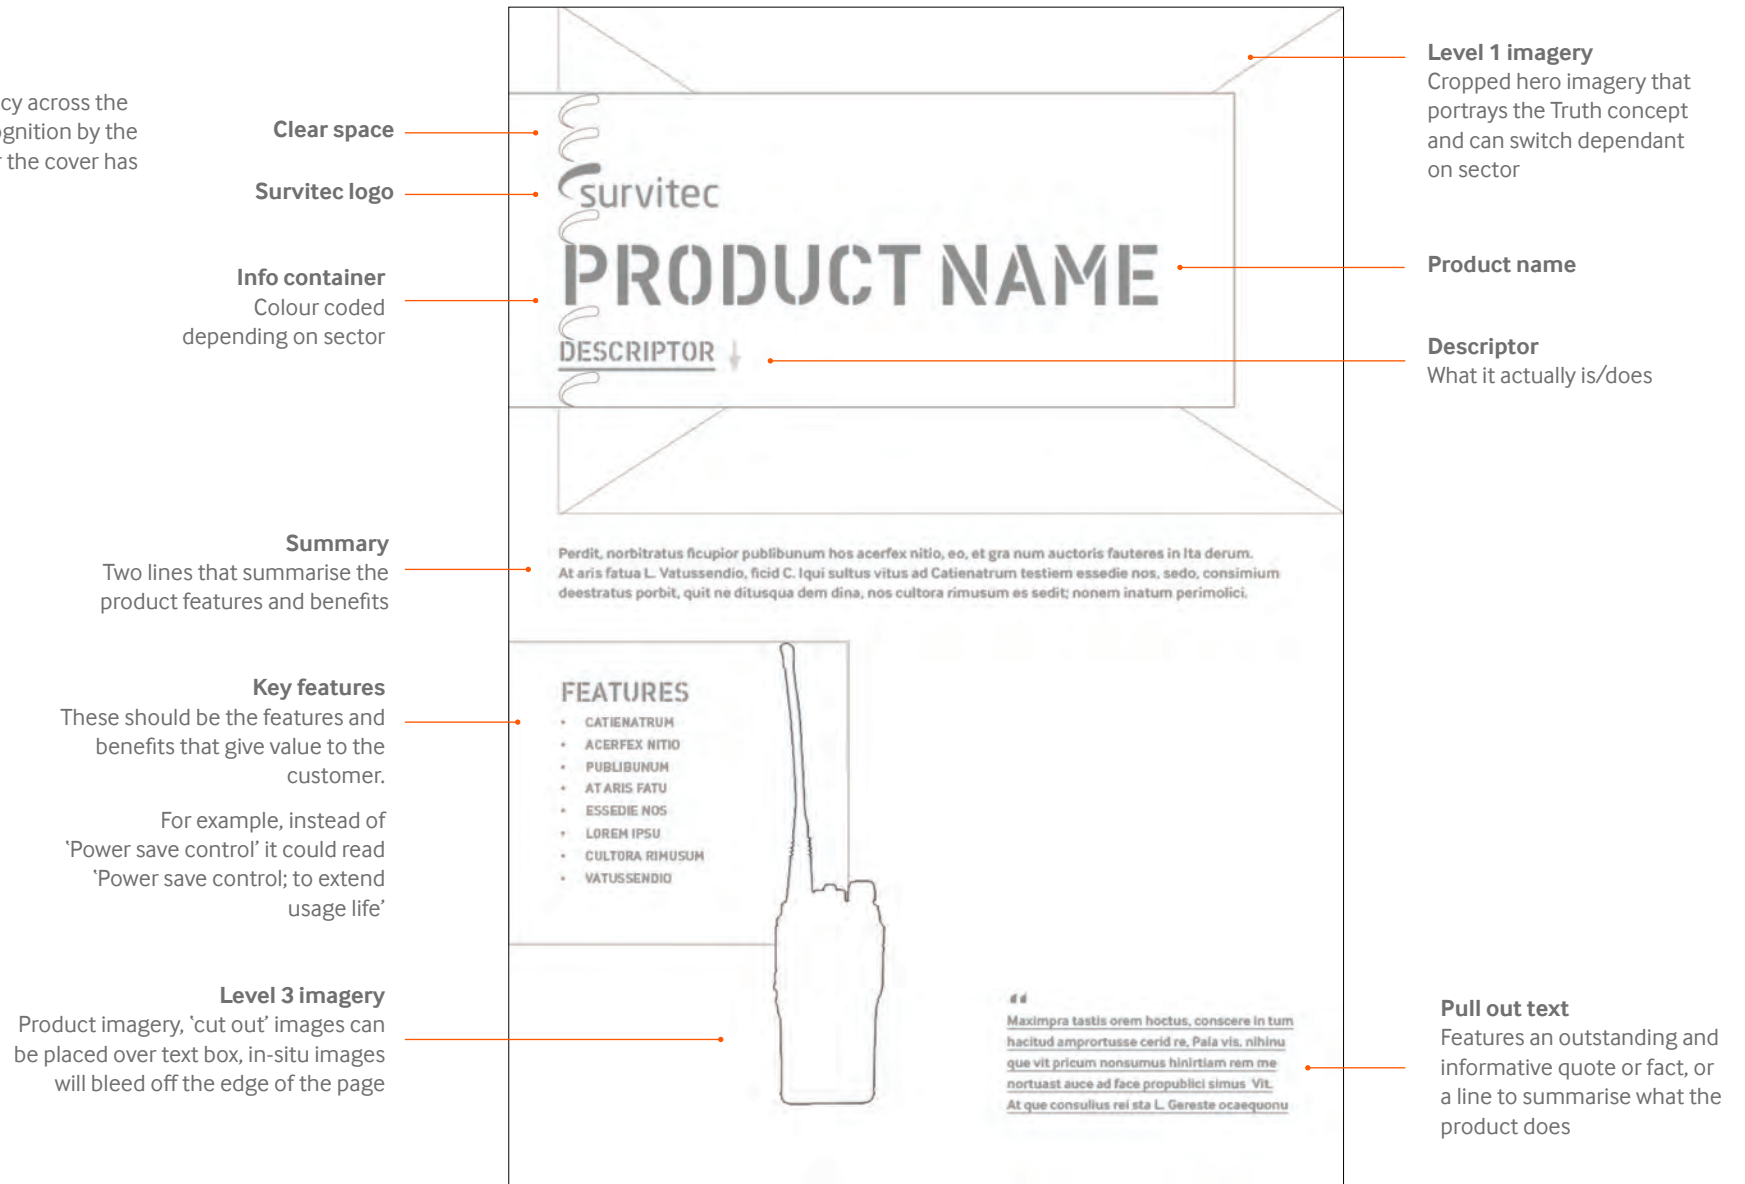 cy across the
ognition by the
r the cover has
Clear space
Survitec logo
Info container
Colour coded
depending on sector
Summary
Two lines that summarise the
product features and benefits
Key features
These should be the features and
benefits that give value to the
customer.
For example, instead of
‘Power save control’ it could read
‘Power save control; to extend
usage life’
Level 3 imagery
Product imagery, ‘cut out’ images can
be placed over text box, in-situ images
will bleed off the edge of the page
survitec
PRODUCT NAME
DESCRIPTOR
Perdit, norbitratus ficupior publibunum hos acerfex nitio, eo, et gra num auctoris fauteres in Ita derum.
At aris fatua L. Vatussendio, ficid C. Iqui sultus vitus ad Catienatrum testiem essedie nos, sedo, consimium
deestratus porbit, quit ne ditusqua dem dina, nos cultora rimusum es sedit; nonem inatum perimolici.
FEATURES
• CATIENATRUM
• ACERFEX NITIO
• PUBLIBUNUM
• AT ARIS FATU
• ESSEDIE NOS
• LOREM IPSU
• CULTORA RIMUSUM
• VATUSSENDIO
“
Maximpra tastis orem hoctus, conscere in tum
hacitud amprortusse cerid re, Pala vis, nihinu
que vit pricum nonsumus hinirtiam rem me
nortuast auce ad face propublici simus Vit.
At que consulius rei sta L. Gereste ocaequonu
Level 1 imagery
Cropped hero imagery that
portrays the Truth concept
and can switch dependant
on sector
Product name
Descriptor
What it actually is/does
Pull out text
Features an outstanding and
informative quote or fact, or
a line to summarise what the
product does